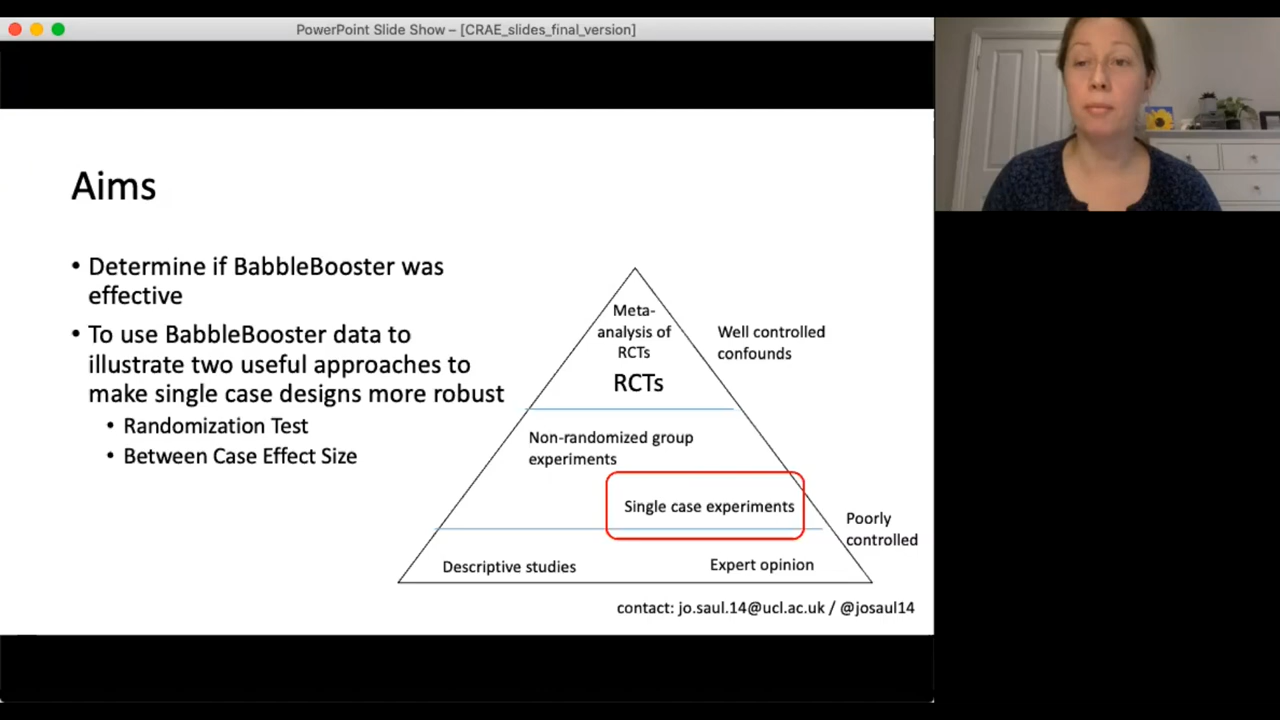 PowerPoint Slide Show – [CRAE_slides_final_version]
Aims
• Determine if BabbleBooster was
effective
• To use BabbleBooster data to
illustrate two useful approaches to
make single case designs more robust
• Randomization Test
• Between Case Effect Size
Meta-
analysis of
RCTs
RCTs
Well controlled
confounds
Non-randomized group
experiments
Single case experiments
Poorly
controlled
Descriptive studies
Expert opinion
contact: jo.saul.14@ucl.ac.uk / @josaul14